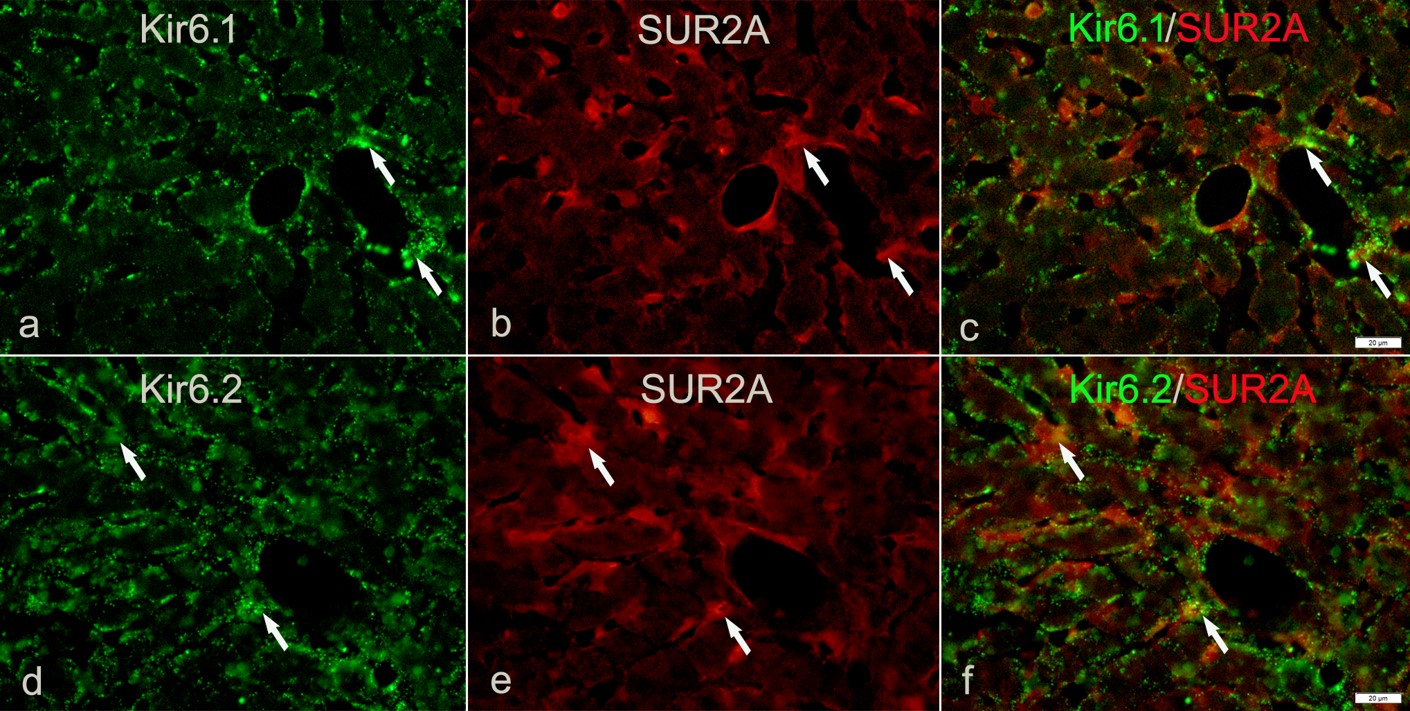 Kir6.1
SUR2A
Kir6.1/SUR2A
a
b
c
20 µm
Kir6.2
SUR2A
Kir6.2/SUR2A
d
e
f
20 µm